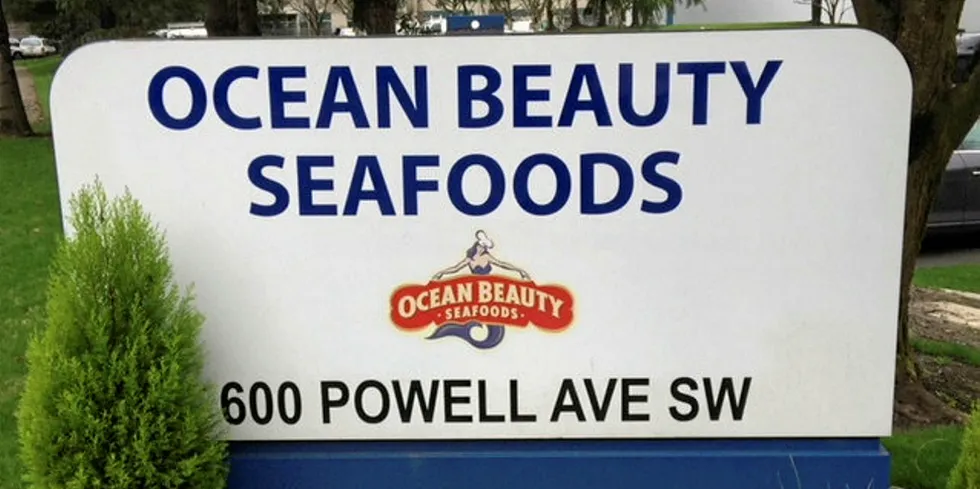 OCEAN BEAUTY
SEAFOODS
OCEAN BEAUTY
• SEAFOODS •
600 POWELL AVE SW